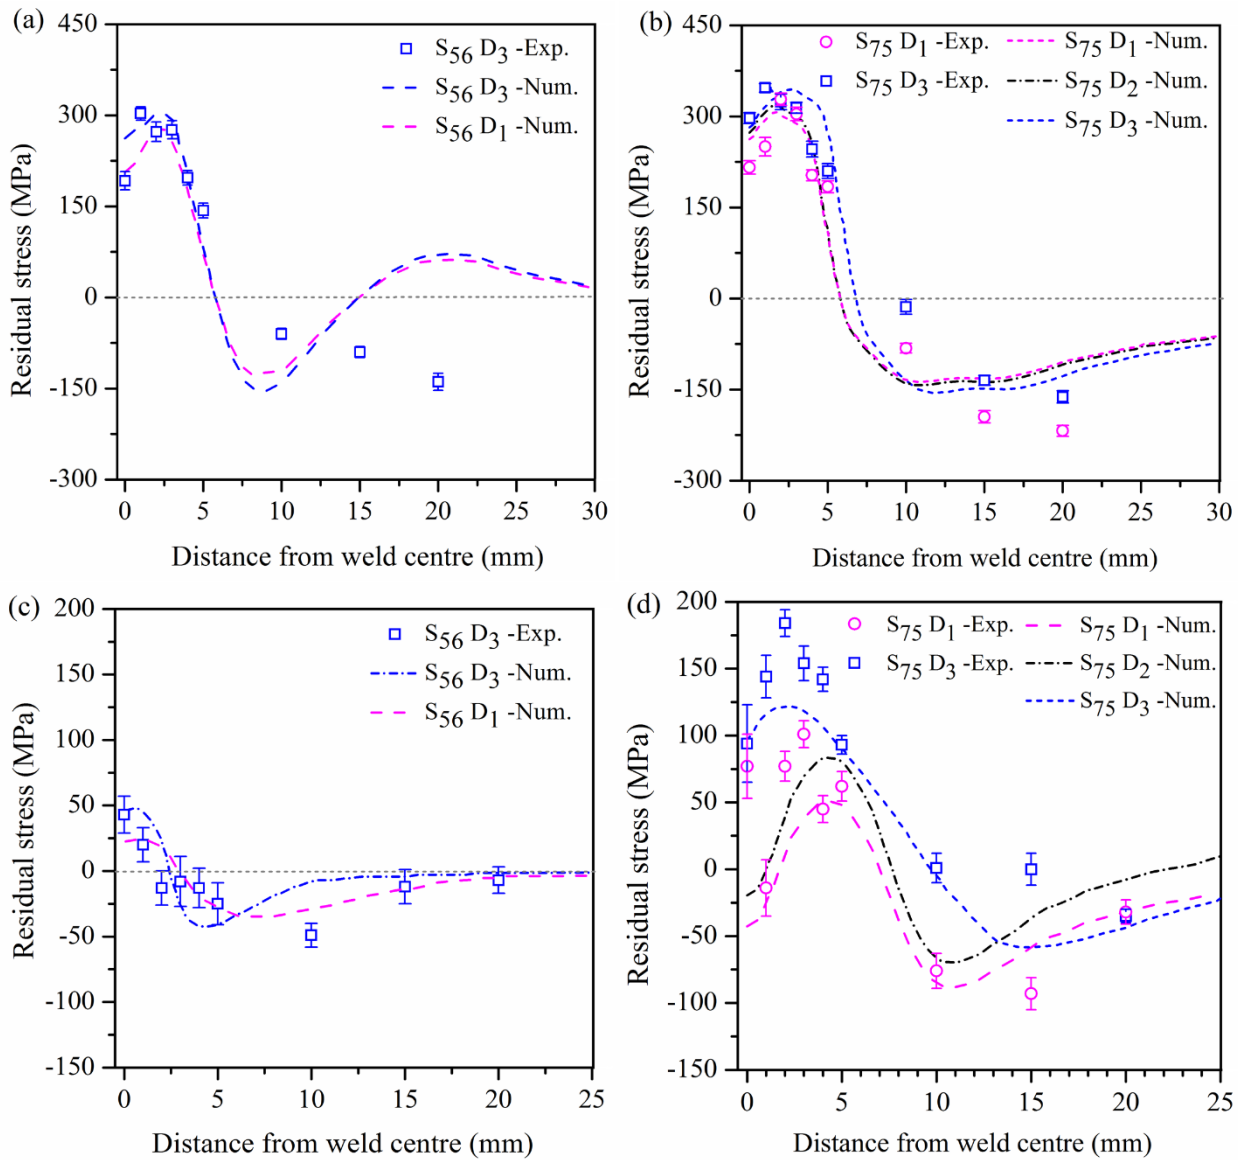 (a)
450
300
150
0
-150
-300
Residual stress (MPa)
S56 D3 -Exp.
S56 D3 -Num.
S56 D1 -Num.
0 5 10 15 20 25 30
Distance from weld centre (mm)
(b)
450
300
150
0
-150
-300
Residual stress (MPa)
S75 D1 -Exp.
S75 D3 -Exp.
S75 D1 -Num.
S75 D2 -Num.
S75 D3 -Num.
0 5 10 15 20 25 30
Distance from weld centre (mm)
(c)
200
150
100
50
0
-50
-100
-150
Residual stress (MPa)
S56 D3 -Exp.
S56 D3 -Num.
S56 D1 -Num.
0 5 10 15 20 25
Distance from weld centre (mm)
(d)
200
150
100
50
0
-50
-100
-150
Residual stress (MPa)
S75 D1 -Exp.
S75 D3 -Exp.
S75 D1 -Num.
S75 D2 -Num.
S75 D3 -Num.
0 5 10 15 20 25
Distance from weld centre (mm)